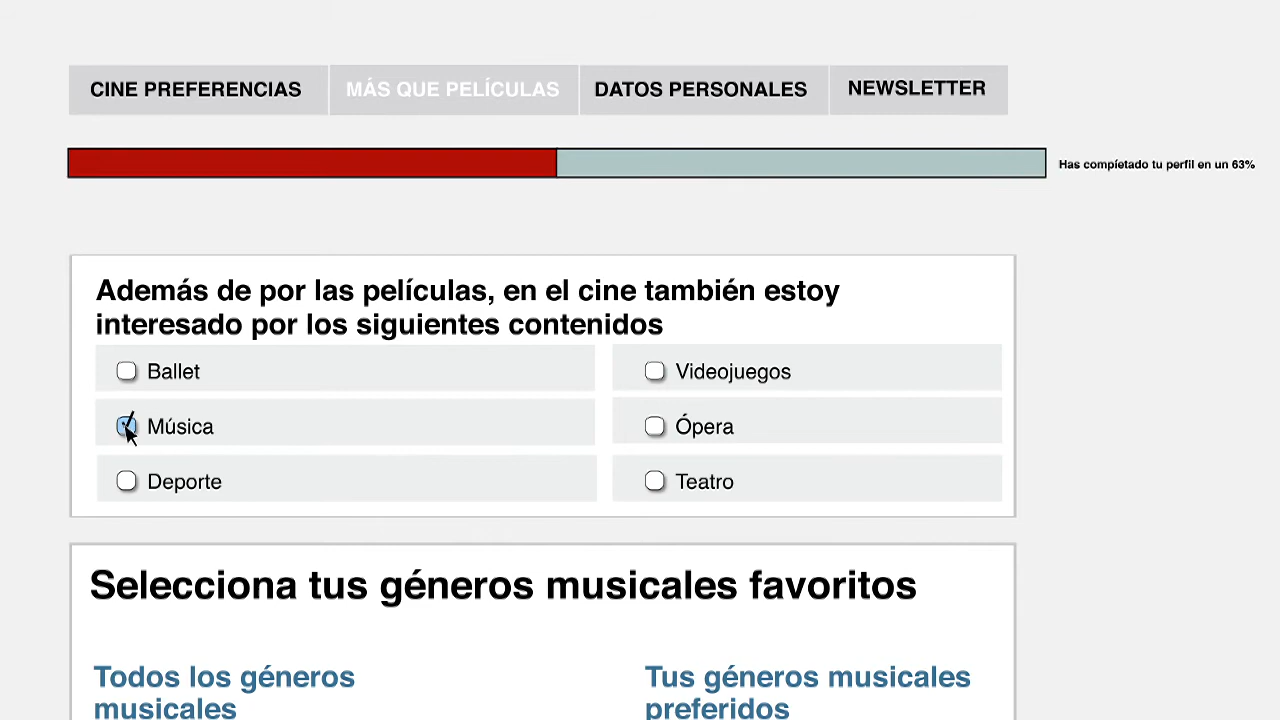 CINE PREFERENCIAS MÁS QUE PELÍCULAS DATOS PERSONALES NEWSLETTER
Has compíetado tu perfil en un 63%
Además de por las películas, en el cine también estoy
interesado por los siguientes contenidos
Ballet Videojuegos
Música Ópera
Deporte Teatro
Selecciona tus géneros musicales favoritos
Todos los géneros
musicales
Tus géneros musicales
preferidos